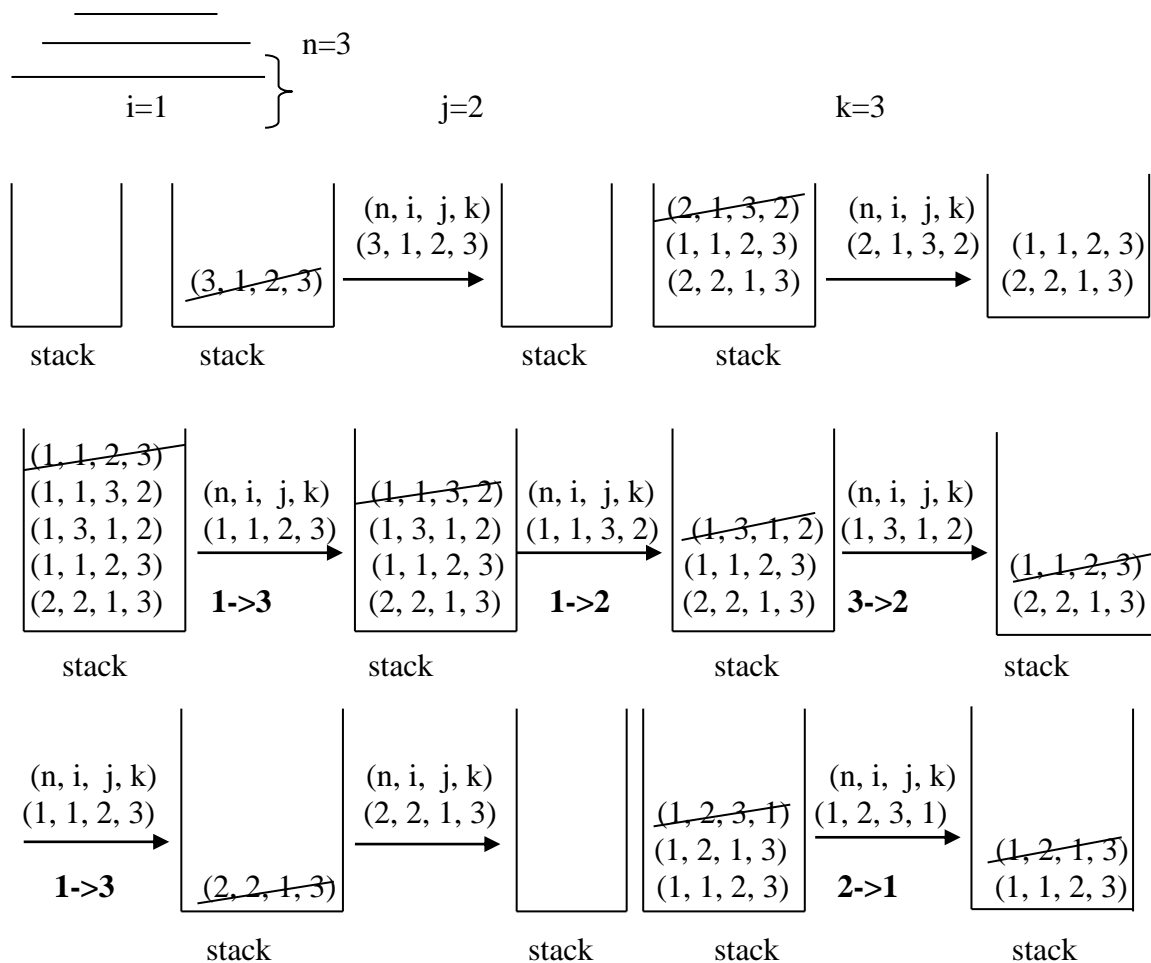 n=3
i=1 j=2 k=3
(3, 1, 2, 3)
(n, i, j, k)
(3, 1, 2, 3)
(2, 1, 3, 2)
(1, 1, 2, 3)
(2, 2, 1, 3)
(n, i, j, k)
(2, 1, 3, 2)
(1, 1, 2, 3)
(2, 2, 1, 3)
stack stack stack stack
(1, 1, 2, 3)
(1, 1, 3, 2)
(1, 3, 1, 2)
(1, 1, 2, 3)
(2, 2, 1, 3)
(n, i, j, k)
(1, 1, 2, 3)
1->3
(1, 1, 3, 2)
(1, 3, 1, 2)
(1, 1, 2, 3)
(2, 2, 1, 3)
(n, i, j, k)
(1, 1, 3, 2)
1->2
(1, 3, 1, 2)
(1, 1, 2, 3)
(2, 2, 1, 3)
(n, i, j, k)
(1, 3, 1, 2)
3->2
(1, 1, 2, 3)
(2, 2, 1, 3)
stack stack stack stack
(n, i, j, k)
(1, 1, 2, 3)
1->3
(2, 2, 1, 3)
(n, i, j, k)
(2, 2, 1, 3)
(1, 2, 3, 1)
(1, 2, 1, 3)
(1, 1, 2, 3)
(n, i, j, k)
(1, 2, 3, 1)
2->1
(1, 2, 1, 3)
(1, 1, 2, 3)
stack stack stack stack